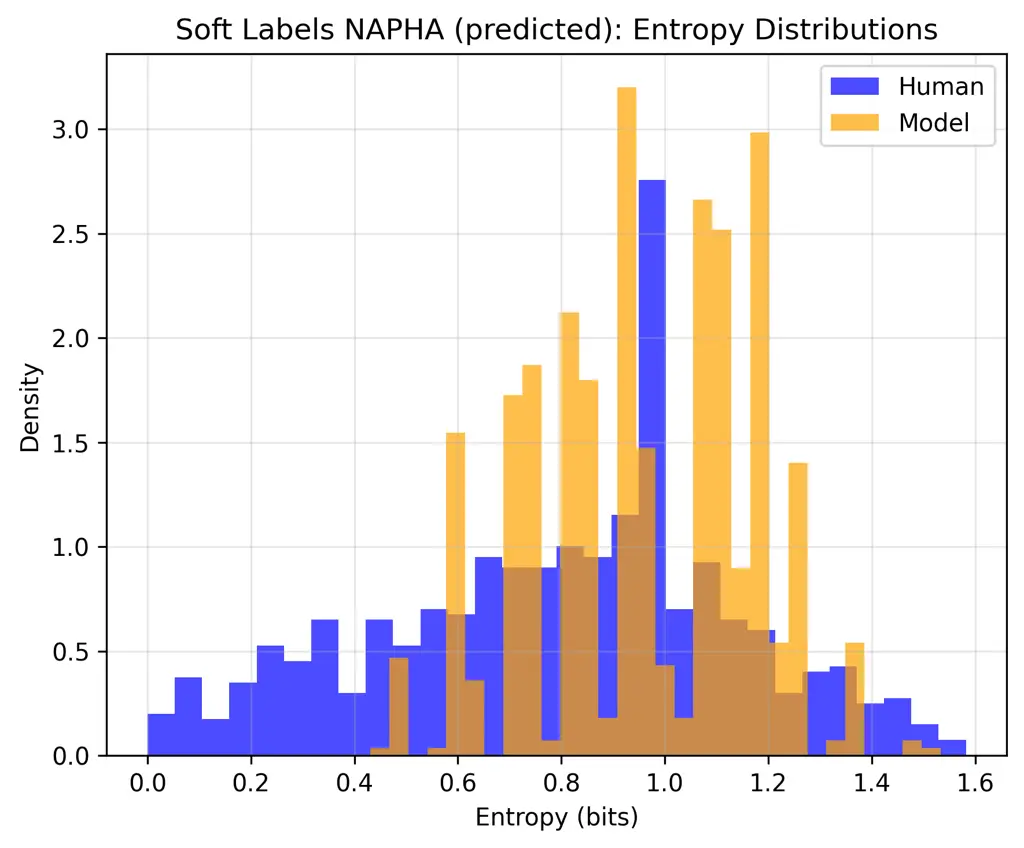 Soft Labels NAPHA (predicted): Entropy Distributions
Human
Model
Density
3.0
2.5
2.0
1.5
1.0
0.5
0.0
0.0 0.2 0.4 0.6 0.8 1.0 1.2 1.4 1.6
Entropy (bits)